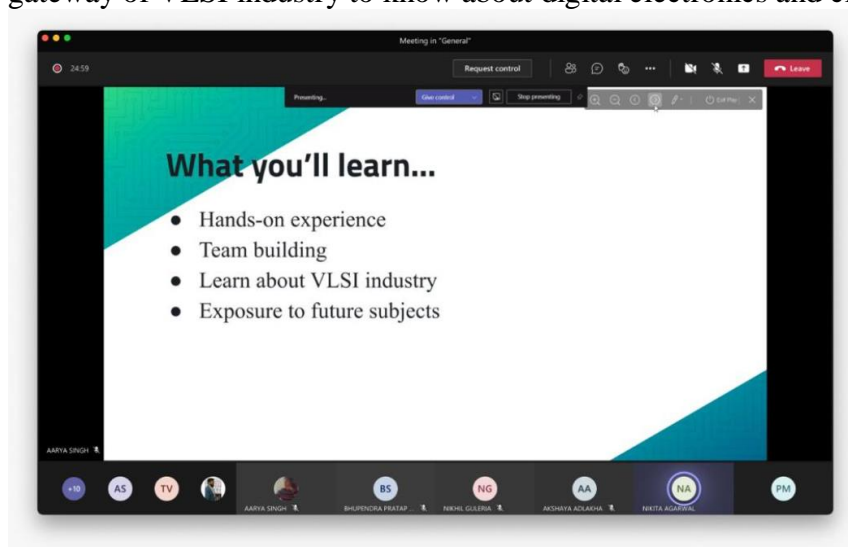 gateway of VLSI industry to know about digital electronics and
Meeting in "General"
24:59
Request control
Leave
Presenting...
Give control
Stop presenting
What you'll learn...
● Hands-on experience
● Team building
● Learn about VLSI industry
● Exposure to future subjects
AARYA SINGH
+10
AS
TV
BS
NG
AA
NA
PM
AARYA SINGH
BHUPENDRA PRATAP ...
NIKHIL GULERIA
AKSHAYA ADLAKHA
NIKITA AGARWAL